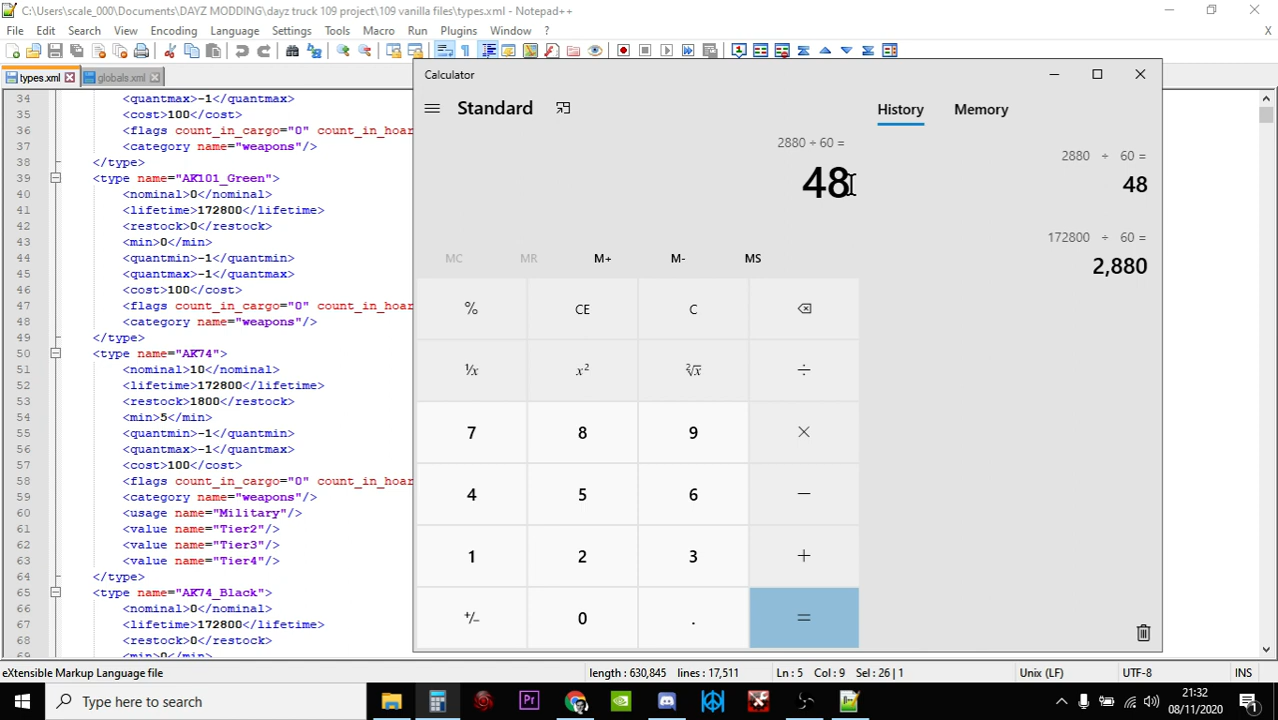 C:\Users\scale_000\Documents\DAYZ MODDING\dayz truck 109 project\109 vanilla files\types.xml - Notepad++
File Edit Search View Encoding Language Settings Tools Macro Run Plugins Window ?
X
types.xml globals.xml
34 <quantmax>-1</quantmax>
35 <cost>100</cost>
36 <flags count_in_cargo="0" count_in_hoar
37 <category name="weapons"/>
38 </type>
39 <type name="AK101_Green">
40 <nominal>0</nominal>
41 <lifetime>172800</lifetime>
42 <restock>0</restock>
43 <min>0</min>
44 <quantmin>-1</quantmin>
45 <quantmax>-1</quantmax>
46 <cost>100</cost>
47 <flags count_in_cargo="0" count_in_hoar
48 <category name="weapons"/>
49 </type>
50 <type name="AK74">
51 <nominal>10</nominal>
52 <lifetime>172800</lifetime>
53 <restock>1800</restock>
54 <min>5</min>
55 <quantmin>-1</quantmin>
56 <quantmax>-1</quantmax>
57 <cost>100</cost>
58 <flags count_in_cargo="0" count_in_hoar
59 <category name="weapons"/>
60 <usage name="Military"/>
61 <value name="Tier2"/>
62 <value name="Tier3"/>
63 <value name="Tier4"/>
64 </type>
65 <type name="AK74_Black">
66 <nominal>0</nominal>
67 <lifetime>172800</lifetime>
68 <restock>0</restock>
69 <min>0</min>
Calculator
Standard
2880 ÷ 60 =
48
MC MR M+ M- MS
% CE C
¹/x x² ²√x ÷
7 8 9 ×
4 5 6 −
1 2 3 +
+/− 0 . =
History Memory
2880 ÷ 60 =
48
172800 ÷ 60 =
2,880
eXtensible Markup Language file length : 630,845 lines : 17,511 Ln : 5 Col : 9 Sel : 26 | 1 Unix (LF) UTF-8 INS
Type here to search
Pr
21:32
08/11/2020
1